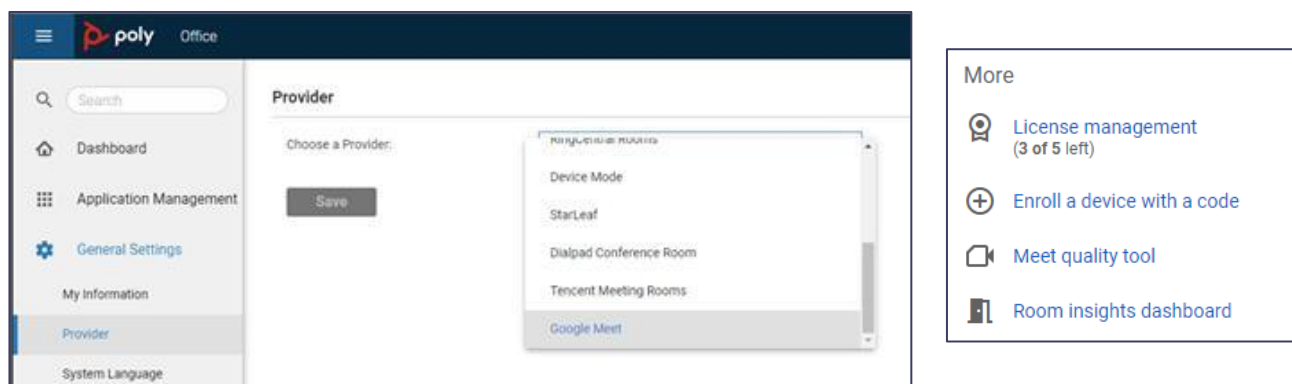 poly Office
Search
Dashboard
Application Management
General Settings
My Information
Provider
System Language
Provider
Choose a Provider:
Save
RingCentral Rooms
Device Mode
StarLeaf
Dialpad Conference Room
Tencent Meeting Rooms
Google Meet
More
License management
(3 of 5 left)
Enroll a device with a code
Meet quality tool
Room insights dashboard